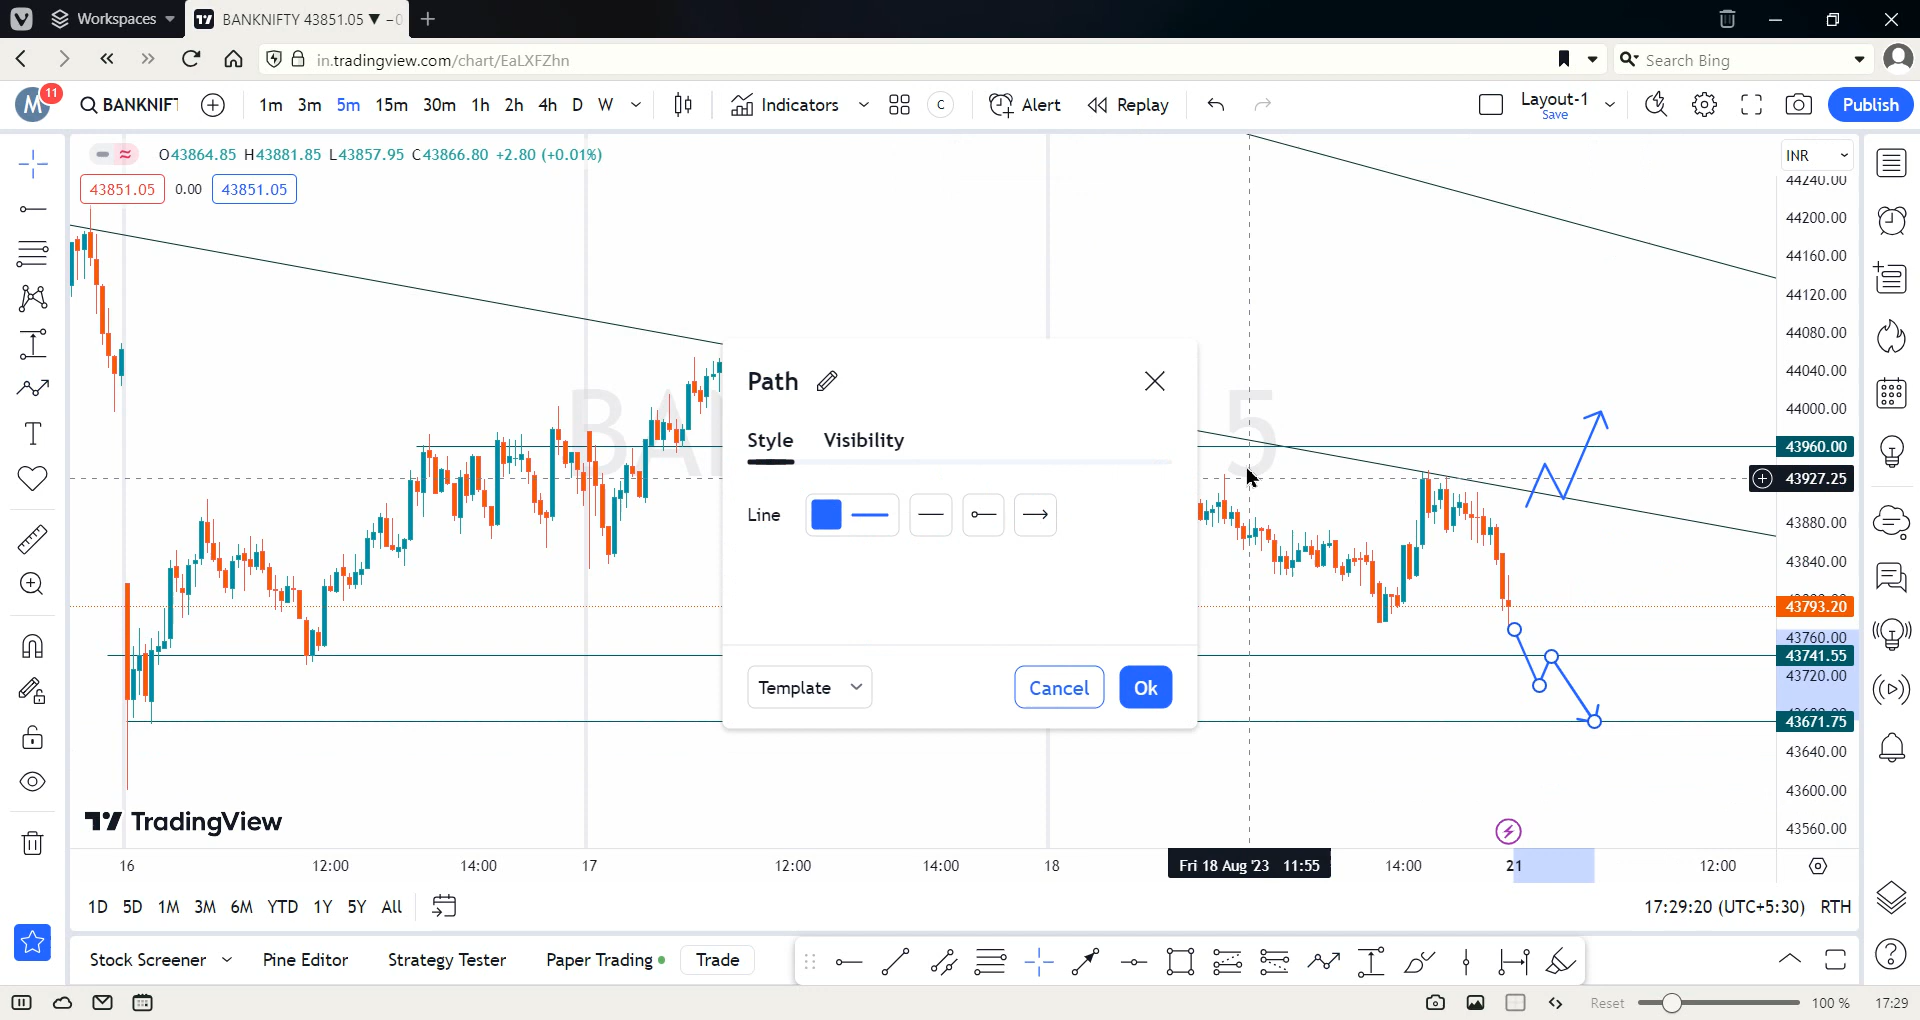 Workspaces
BANKNIFTY 43851.05 ▼ −0
in.tradingview.com/chart/EaLXFZhn
Search Bing
M
11
BANKNIFT
1m 3m 5m 15m 30m 1h 2h 4h D W
Indicators
C
Alert
Replay
Layout-1
Save
Publish
O43864.85 H43881.85 L43857.95 C43866.80 +2.80 (+0.01%)
43851.05 0.00 43851.05
INR
44240.00
44200.00
44160.00
44120.00
44080.00
44040.00
44000.00
43960.00
43927.25
43880.00
43840.00
43793.20
43760.00
43741.55
43720.00
43671.75
43640.00
43600.00
43560.00
BA 5
Path
Style Visibility
Line
Template
Cancel
Ok
TradingView
16 12:00 14:00 17 12:00 14:00 18 Fri 18 Aug '23 11:55 14:00 21 12:00
1D 5D 1M 3M 6M YTD 1Y 5Y All
17:29:20 (UTC+5:30) RTH
Stock Screener Pine Editor Strategy Tester Paper Trading Trade
Reset 100 % 17:29